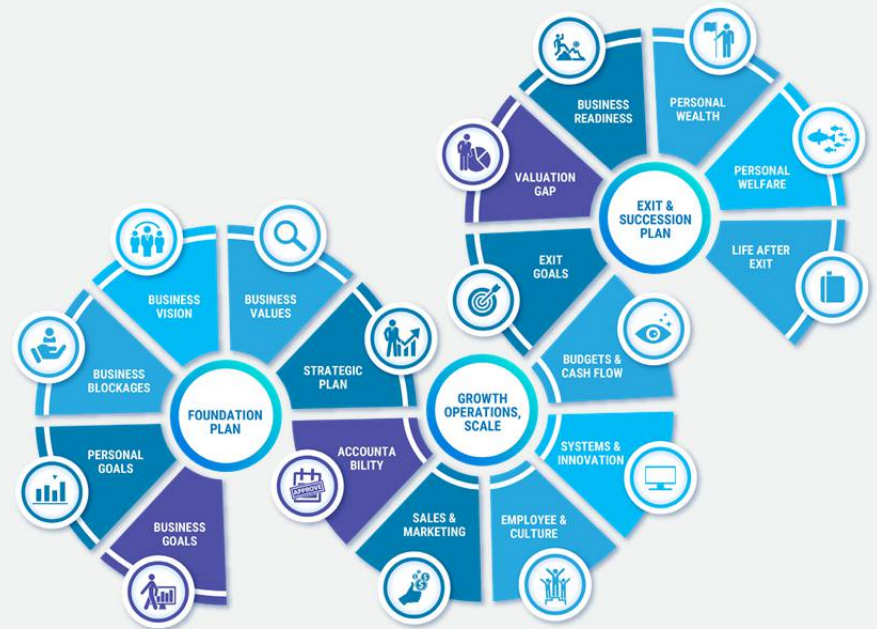 BUSINESS
GOALS
PERSONAL
GOALS
BUSINESS
BLOCKAGES
BUSINESS
VISION
BUSINESS
VALUES
STRATEGIC
PLAN
FOUNDATION
PLAN
ACCOUNTA
BILITY
APPROVE
SALES &
MARKETING
EMPLOYEE &
CULTURE
SYSTEMS &
INNOVATION
BUDGETS &
CASH FLOW
GROWTH
OPERATIONS,
SCALE
EXIT
GOALS
VALUATION
GAP
BUSINESS
READINESS
PERSONAL
WEALTH
PERSONAL
WELFARE
LIFE AFTER
EXIT
EXIT &
SUCCESSION
PLAN